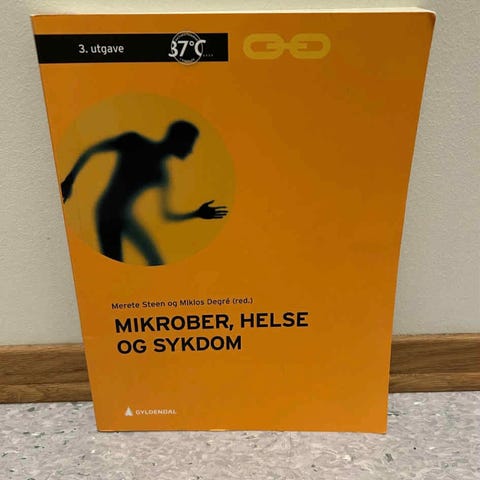 3. utgave
37°C....
Merete Steen og Miklos Degré (red.)
MIKROBER, HELSE
OG SYKDOM
GYLDENDAL